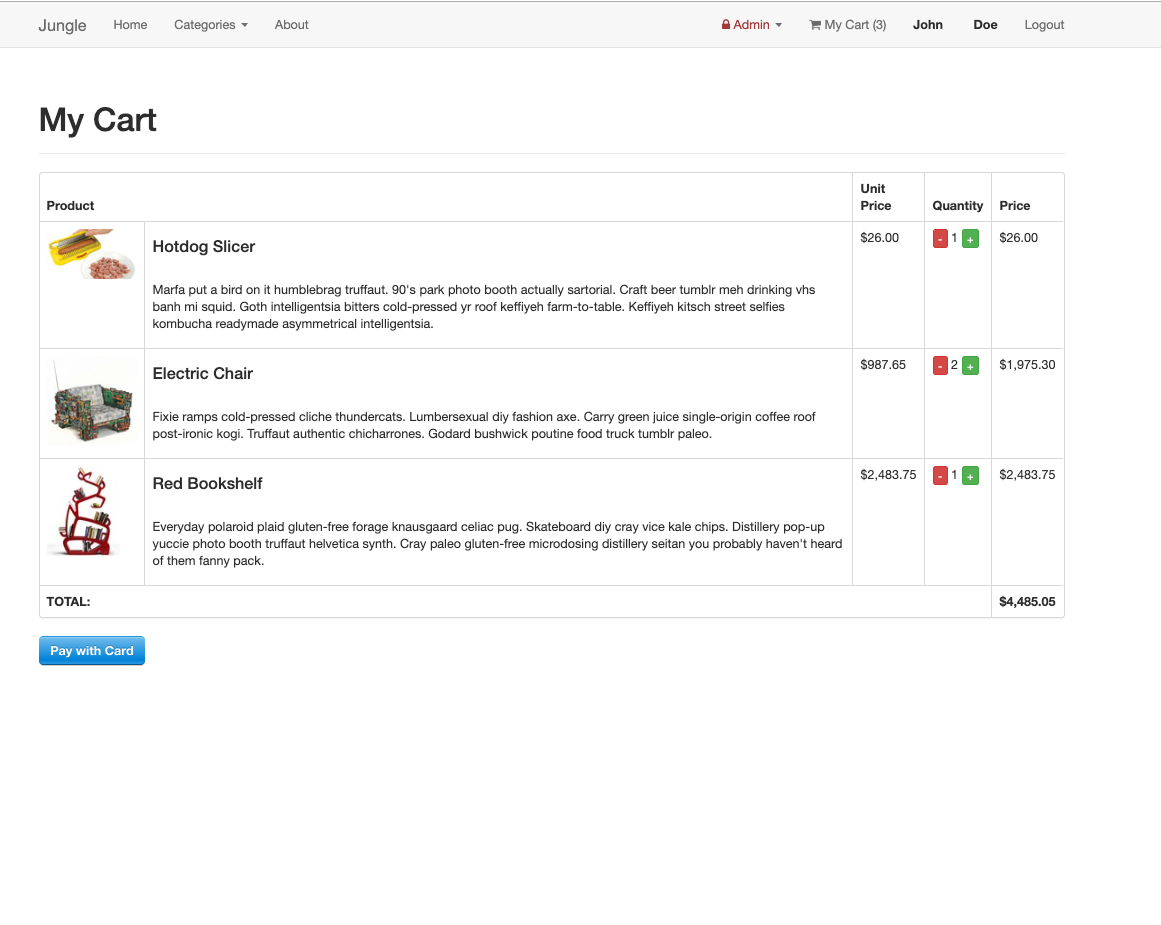 Jungle Home Categories About Admin My Cart (3) John Doe Logout
My Cart
Product Unit Price Quantity Price
Hotdog Slicer $26.00 - 1 + $26.00
Marfa put a bird on it humblebrag truffaut. 90's park photo booth actually sartorial. Craft beer tumblr meh drinking vhs
banh mi squid. Goth intelligentsia bitters cold-pressed yr roof keffiyeh farm-to-table. Keffiyeh kitsch street selfies
kombucha readymade asymmetrical intelligentsia.
Electric Chair $987.65 - 2 + $1,975.30
Fixie ramps cold-pressed cliche thundercats. Lumbersexual diy fashion axe. Carry green juice single-origin coffee roof
post-ironic kogi. Truffaut authentic chicharrones. Godard bushwick poutine food truck tumblr paleo.
Red Bookshelf $2,483.75 - 1 + $2,483.75
Everyday polaroid plaid gluten-free forage knausgaard celiac pug. Skateboard diy cray vice kale chips. Distillery pop-up
yuccie photo booth truffaut helvetica synth. Cray paleo gluten-free microdosing distillery seitan you probably haven't heard
of them fanny pack.
TOTAL: $4,485.05
Pay with Card